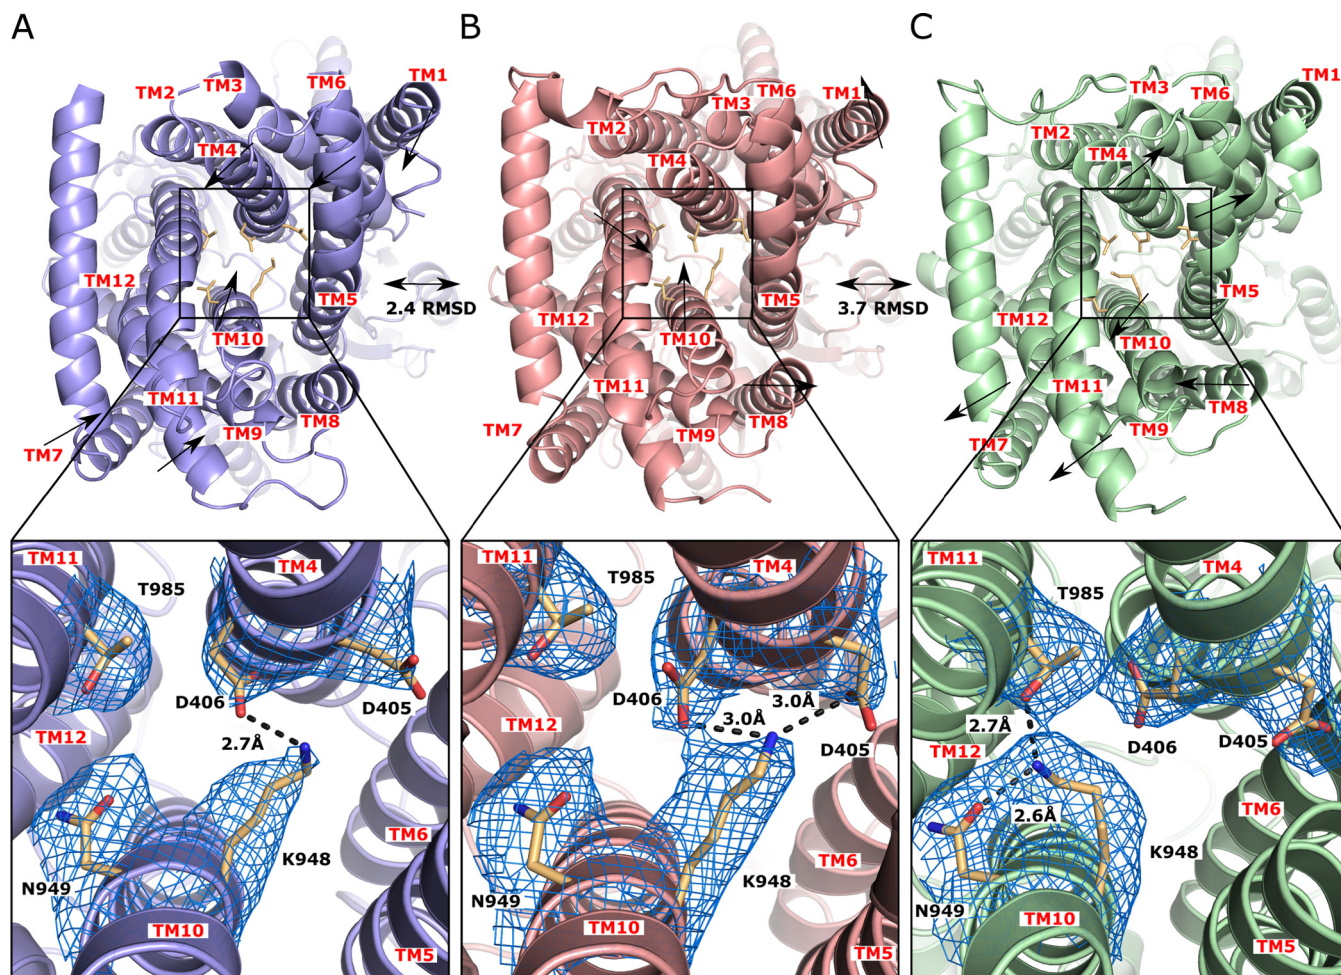 A
B
C
TM3
TM6
TM1
TM2
TM4
TM12
TM5
TM10
TM11
TM9
TM8
TM7
2.4 RMSD
TM6
TM3
TM1
TM2
TM4
TM5
TM12
TM10
TM11
TM7
TM9
TM8
3.7 RMSD
TM3
TM6
TM1
TM2
TM4
TM5
TM12
TM10
TM11
TM8
TM9
TM7
TM11
T985
TM4
D406
D405
2.7Å
TM12
TM6
K948
N949
TM10
TM5
TM11
T985
TM4
D406
3.0Å
3.0Å
TM12
D405
TM6
K948
N949
TM10
TM5
TM11
T985
TM4
2.7Å
D406
D405
TM12
2.6Å
TM6
K948
N949
TM10
TM5